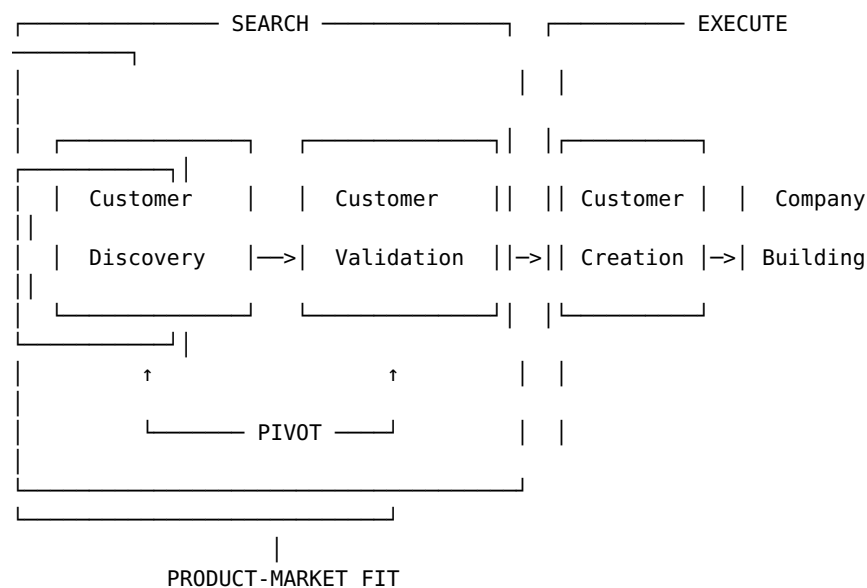 SEARCH EXECUTE
Customer Customer Customer Company
Discovery Validation Creation Building
PIVOT
PRODUCT-MARKET FIT